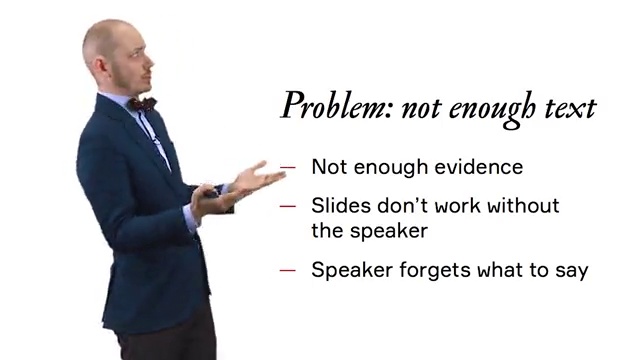 Problem: not enough text
— Not enough evidence
— Slides don't work without
the speaker
— Speaker forgets what to say